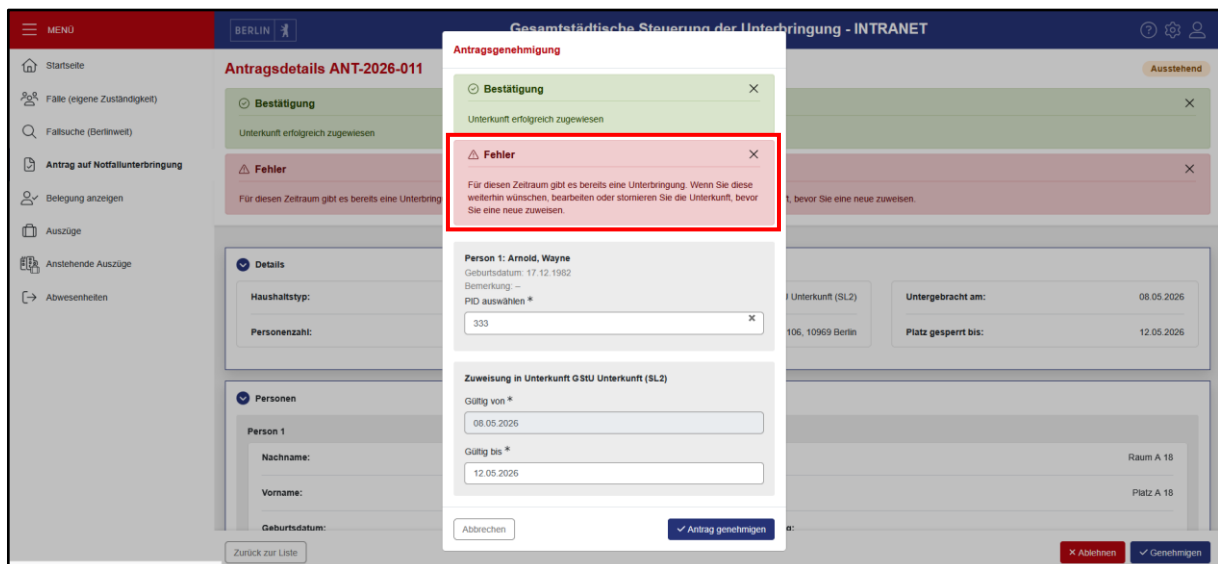 MENÜ
BERLIN
Gesamtstädtische Steuerung der Unterbringung - INTRANET
Startseite
Fälle (eigene Zuständigkeit)
Fallsuche (Berlinweit)
Antrag auf Notfallunterbringung
Belegung anzeigen
Auszüge
Anstehende Auszüge
Abwesenheiten
Antragsdetails ANT-2026-011
Ausstehend
Bestätigung
Unterkunft erfolgreich zugewiesen
Fehler
Für diesen Zeitraum gibt es bereits eine
t, bevor Sie eine neue zuweisen.
Details
Haushaltstyp:
Unterkunft (SL2)
Untergebracht am:
08.05.2026
Personenzahl:
106, 10969 Berlin
Platz gesperrt bis:
12.05.2026
Personen
Person 1
Nachname:
Raum A 18
Vorname:
Platz A 18
Geburtsdatum:
Zurück zur Liste
Ablehnen
Genehmigen
Antragsgenehmigung
Bestätigung
Unterkunft erfolgreich zugewiesen
Fehler
Für diesen Zeitraum gibt es bereits eine Unterbringung. Wenn Sie diese
weiterhin wünschen, bearbeiten oder stornieren Sie die Unterkunft, bevor
Sie eine neue zuweisen.
Person 1: Arnold, Wayne
Geburtsdatum: 17.12.1982
Bemerkung: –
PID auswählen *
333
Zuweisung in Unterkunft GStU Unterkunft (SL2)
Gültig von *
08.05.2026
Gültig bis *
12.05.2026
Abbrechen
Antrag genehmigen